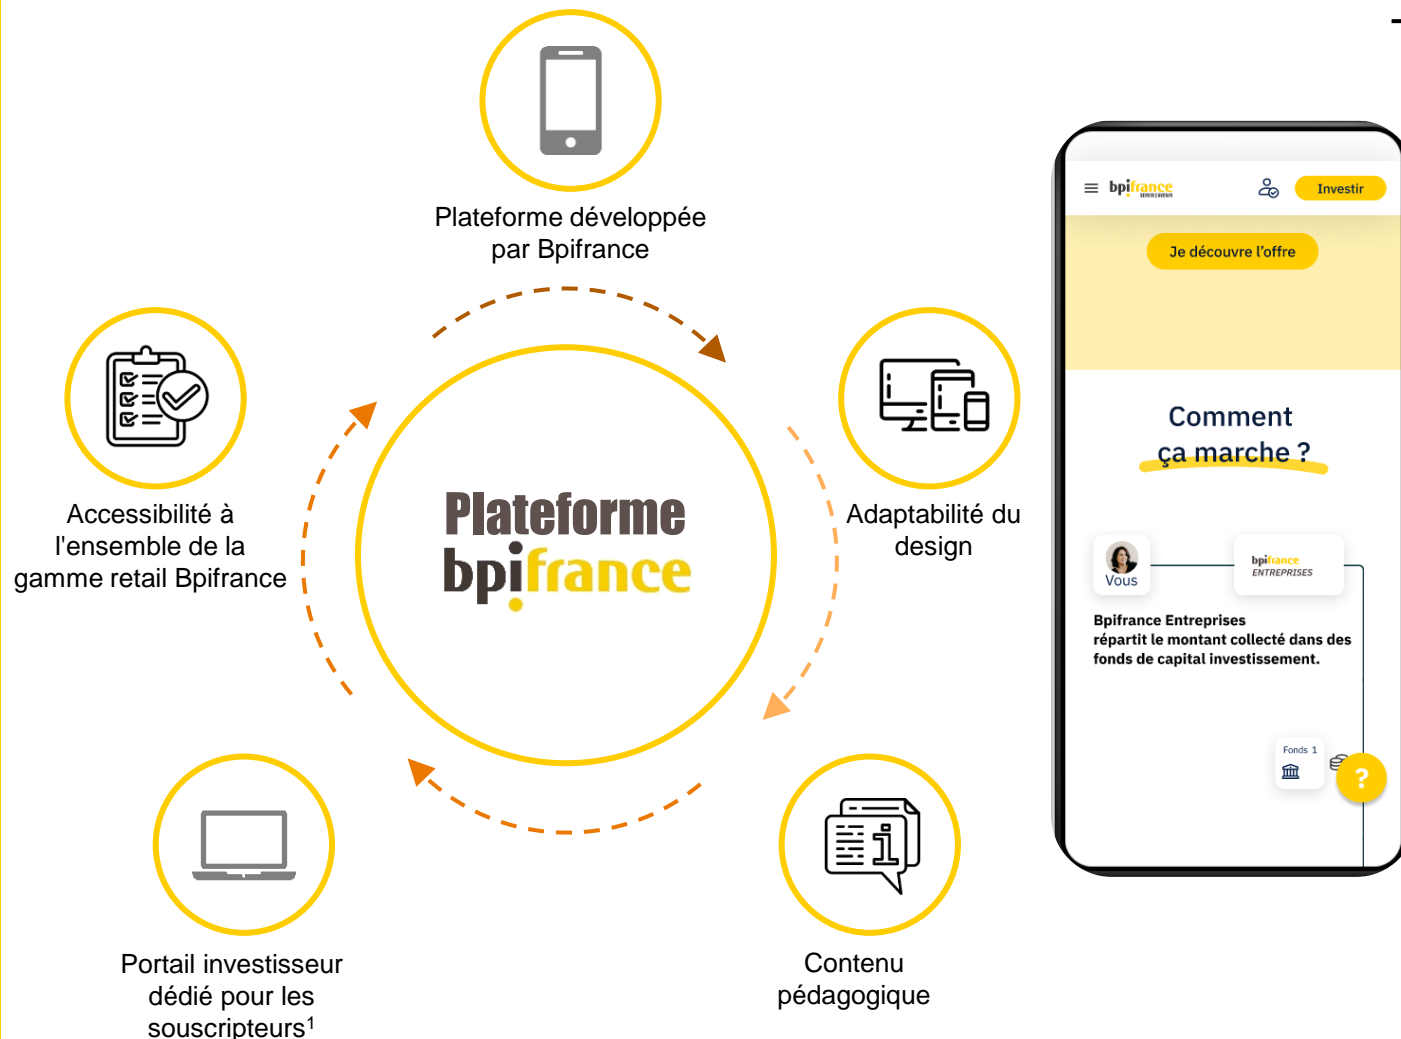 Plateforme développée
par Bpifrance
Accessibilité à
l'ensemble de la
gamme retail Bpifrance
Plateforme
bpifrance
Adaptabilité du
design
Portail investisseur
dédié pour les
souscripteurs¹
Contenu
pédagogique
bpifrance
Investir
Je découvre l'offre
Comment
ça marche ?
Vous
bpifrance
ENTREPRISES
Bpifrance Entreprises
répartit le montant collecté dans des
fonds de capital investissement.
Fonds 1
?